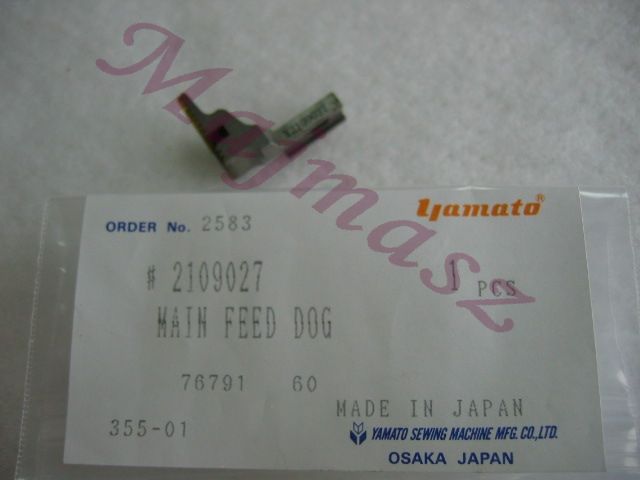 Majmasz
yamato®
ORDER No. 2583
# 2109027 1 PCS
MAIN FEED DOG
76791 60
MADE IN JAPAN
355-01
YAMATO SEWING MACHINE MFG. CO., LTD.
OSAKA JAPAN